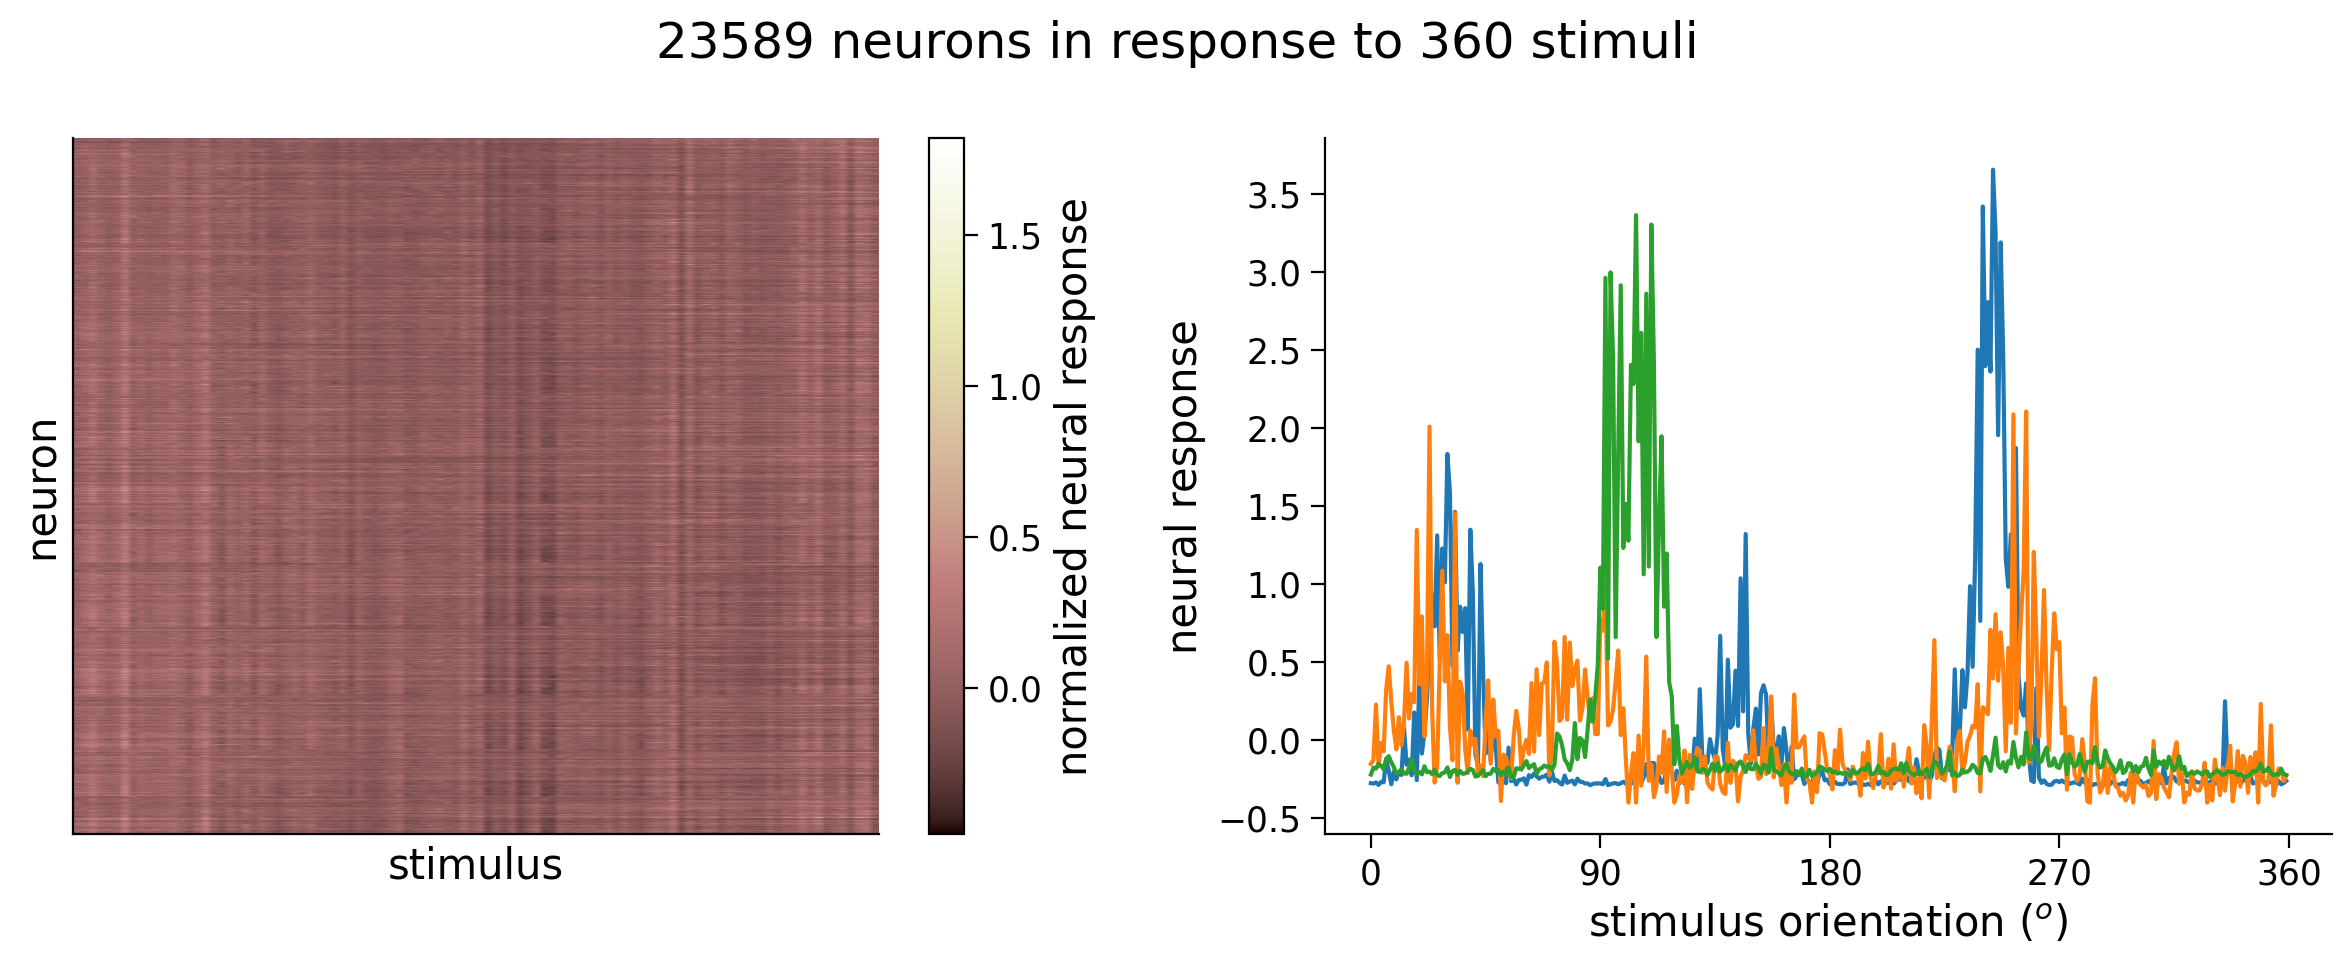 23589 neurons in response to 360 stimuli
neuron
stimulus
1.5
1.0
0.5
0.0
normalized neural response
neural response
3.5
3.0
2.5
2.0
1.5
1.0
0.5
0.0
−0.5
0 90 180 270 360
stimulus orientation (°)